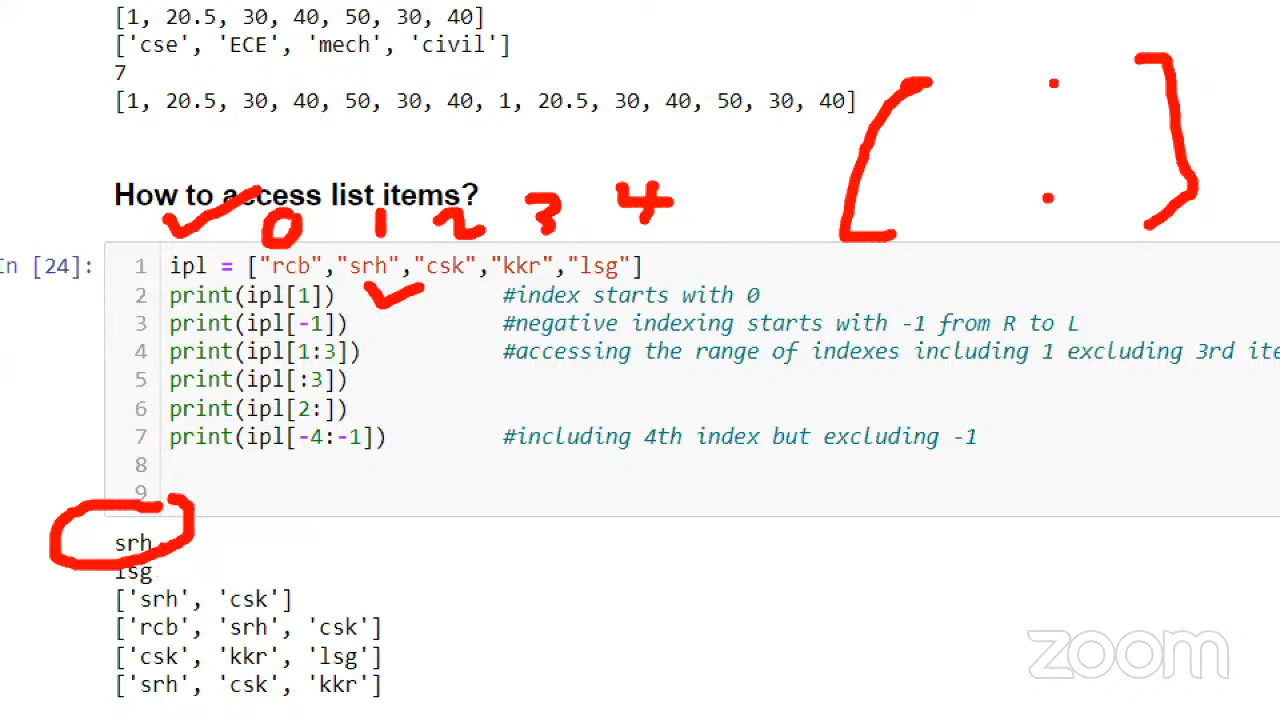 [1, 20.5, 30, 40, 50, 30, 40]
['cse', 'ECE', 'mech', 'civil']
7
[1, 20.5, 30, 40, 50, 30, 40, 1, 20.5, 30, 40, 50, 30, 40]
How to access list items?
0 1 2 3 4
In [24]:
1 ipl = ["rcb","srh","csk","kkr","lsg"]
2 print(ipl[1]) #index starts with 0
3 print(ipl[-1]) #negative indexing starts with -1 from R to L
4 print(ipl[1:3]) #accessing the range of indexes including 1 excluding 3rd ite
5 print(ipl[:3])
6 print(ipl[2:])
7 print(ipl[-4:-1]) #including 4th index but excluding -1
8
9
srh
lsg
['srh', 'csk']
['rcb', 'srh', 'csk']
['csk', 'kkr', 'lsg']
['srh', 'csk', 'kkr']
zoom